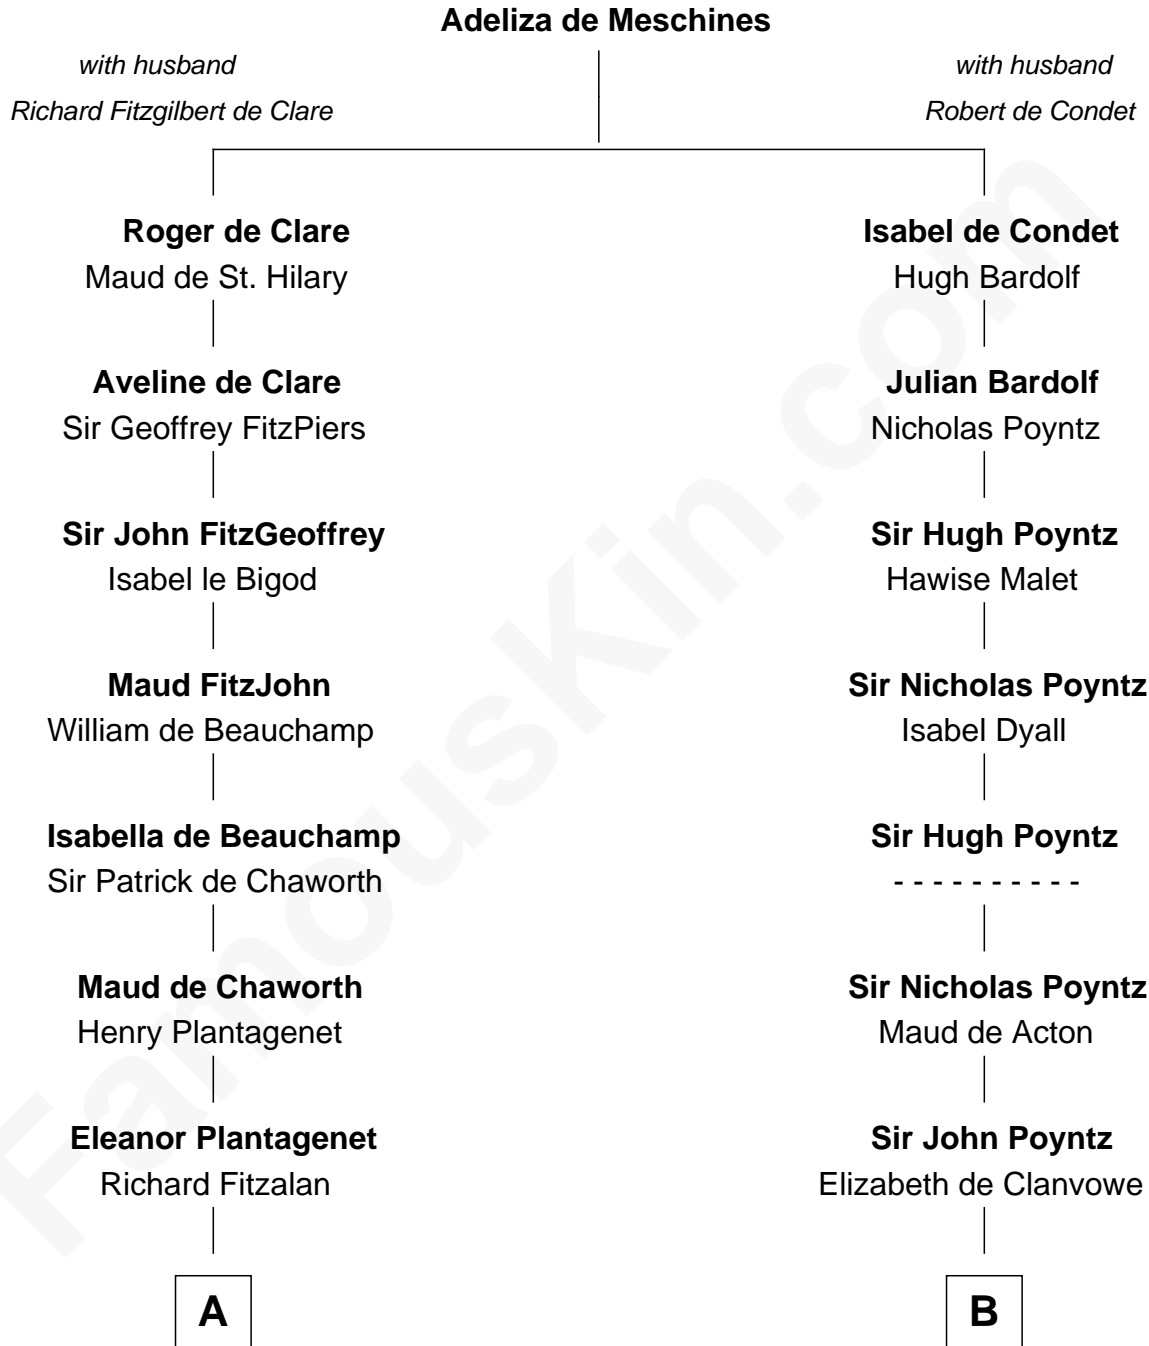 Adeliza de Meschines
with husband
Richard Fitzgilbert de Clare
with husband
Robert de Condet
Roger de Clare
Maud de St. Hilary
Isabel de Condet
Hugh Bardolf
Aveline de Clare
Sir Geoffrey FitzPiers
Julian Bardolf
Nicholas Poyntz
Sir John FitzGeoffrey
Isabel le Bigod
Sir Hugh Poyntz
Hawise Malet
Maud FitzJohn
William de Beauchamp
Sir Nicholas Poyntz
Isabel Dyall
Isabella de Beauchamp
Sir Patrick de Chaworth
Sir Hugh Poyntz
- - - - - - - - - -
Maud de Chaworth
Henry Plantagenet
Sir Nicholas Poyntz
Maud de Acton
Eleanor Plantagenet
Richard Fitzalan
Sir John Poyntz
Elizabeth de Clanvowe
A
B
FamousKin.com